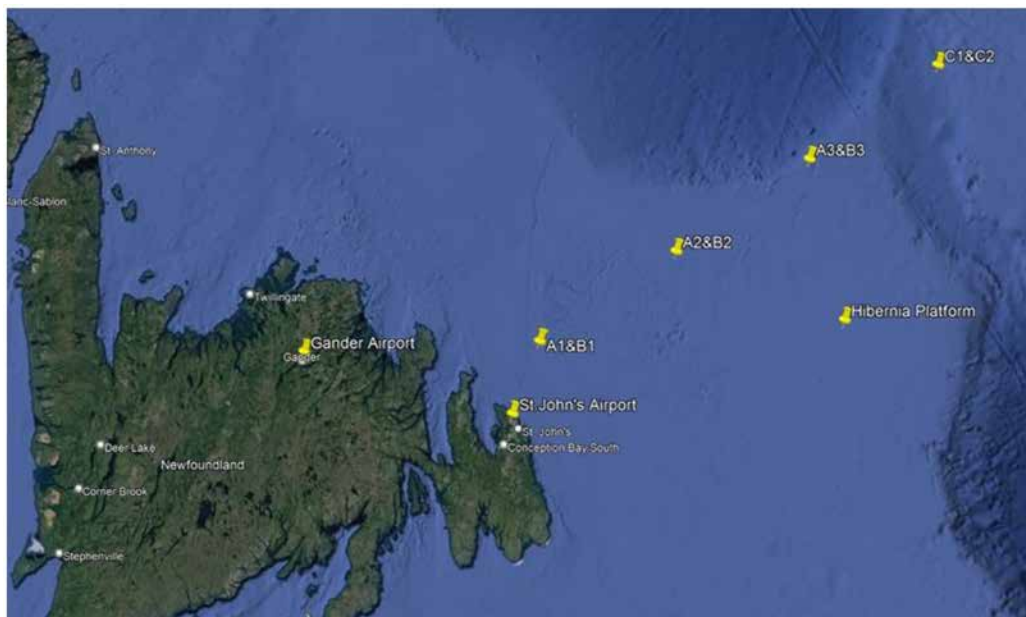 C1&C2
St. Anthony
A3&B3
Blanc-Sablon
A2&B2
Twillingate
Hibernia Platform
Gander Airport
A1&B1
Gander
St.John's Airport
St. John's
Deer Lake
Conception Bay South
Newfoundland
Corner Brook
Stephenville